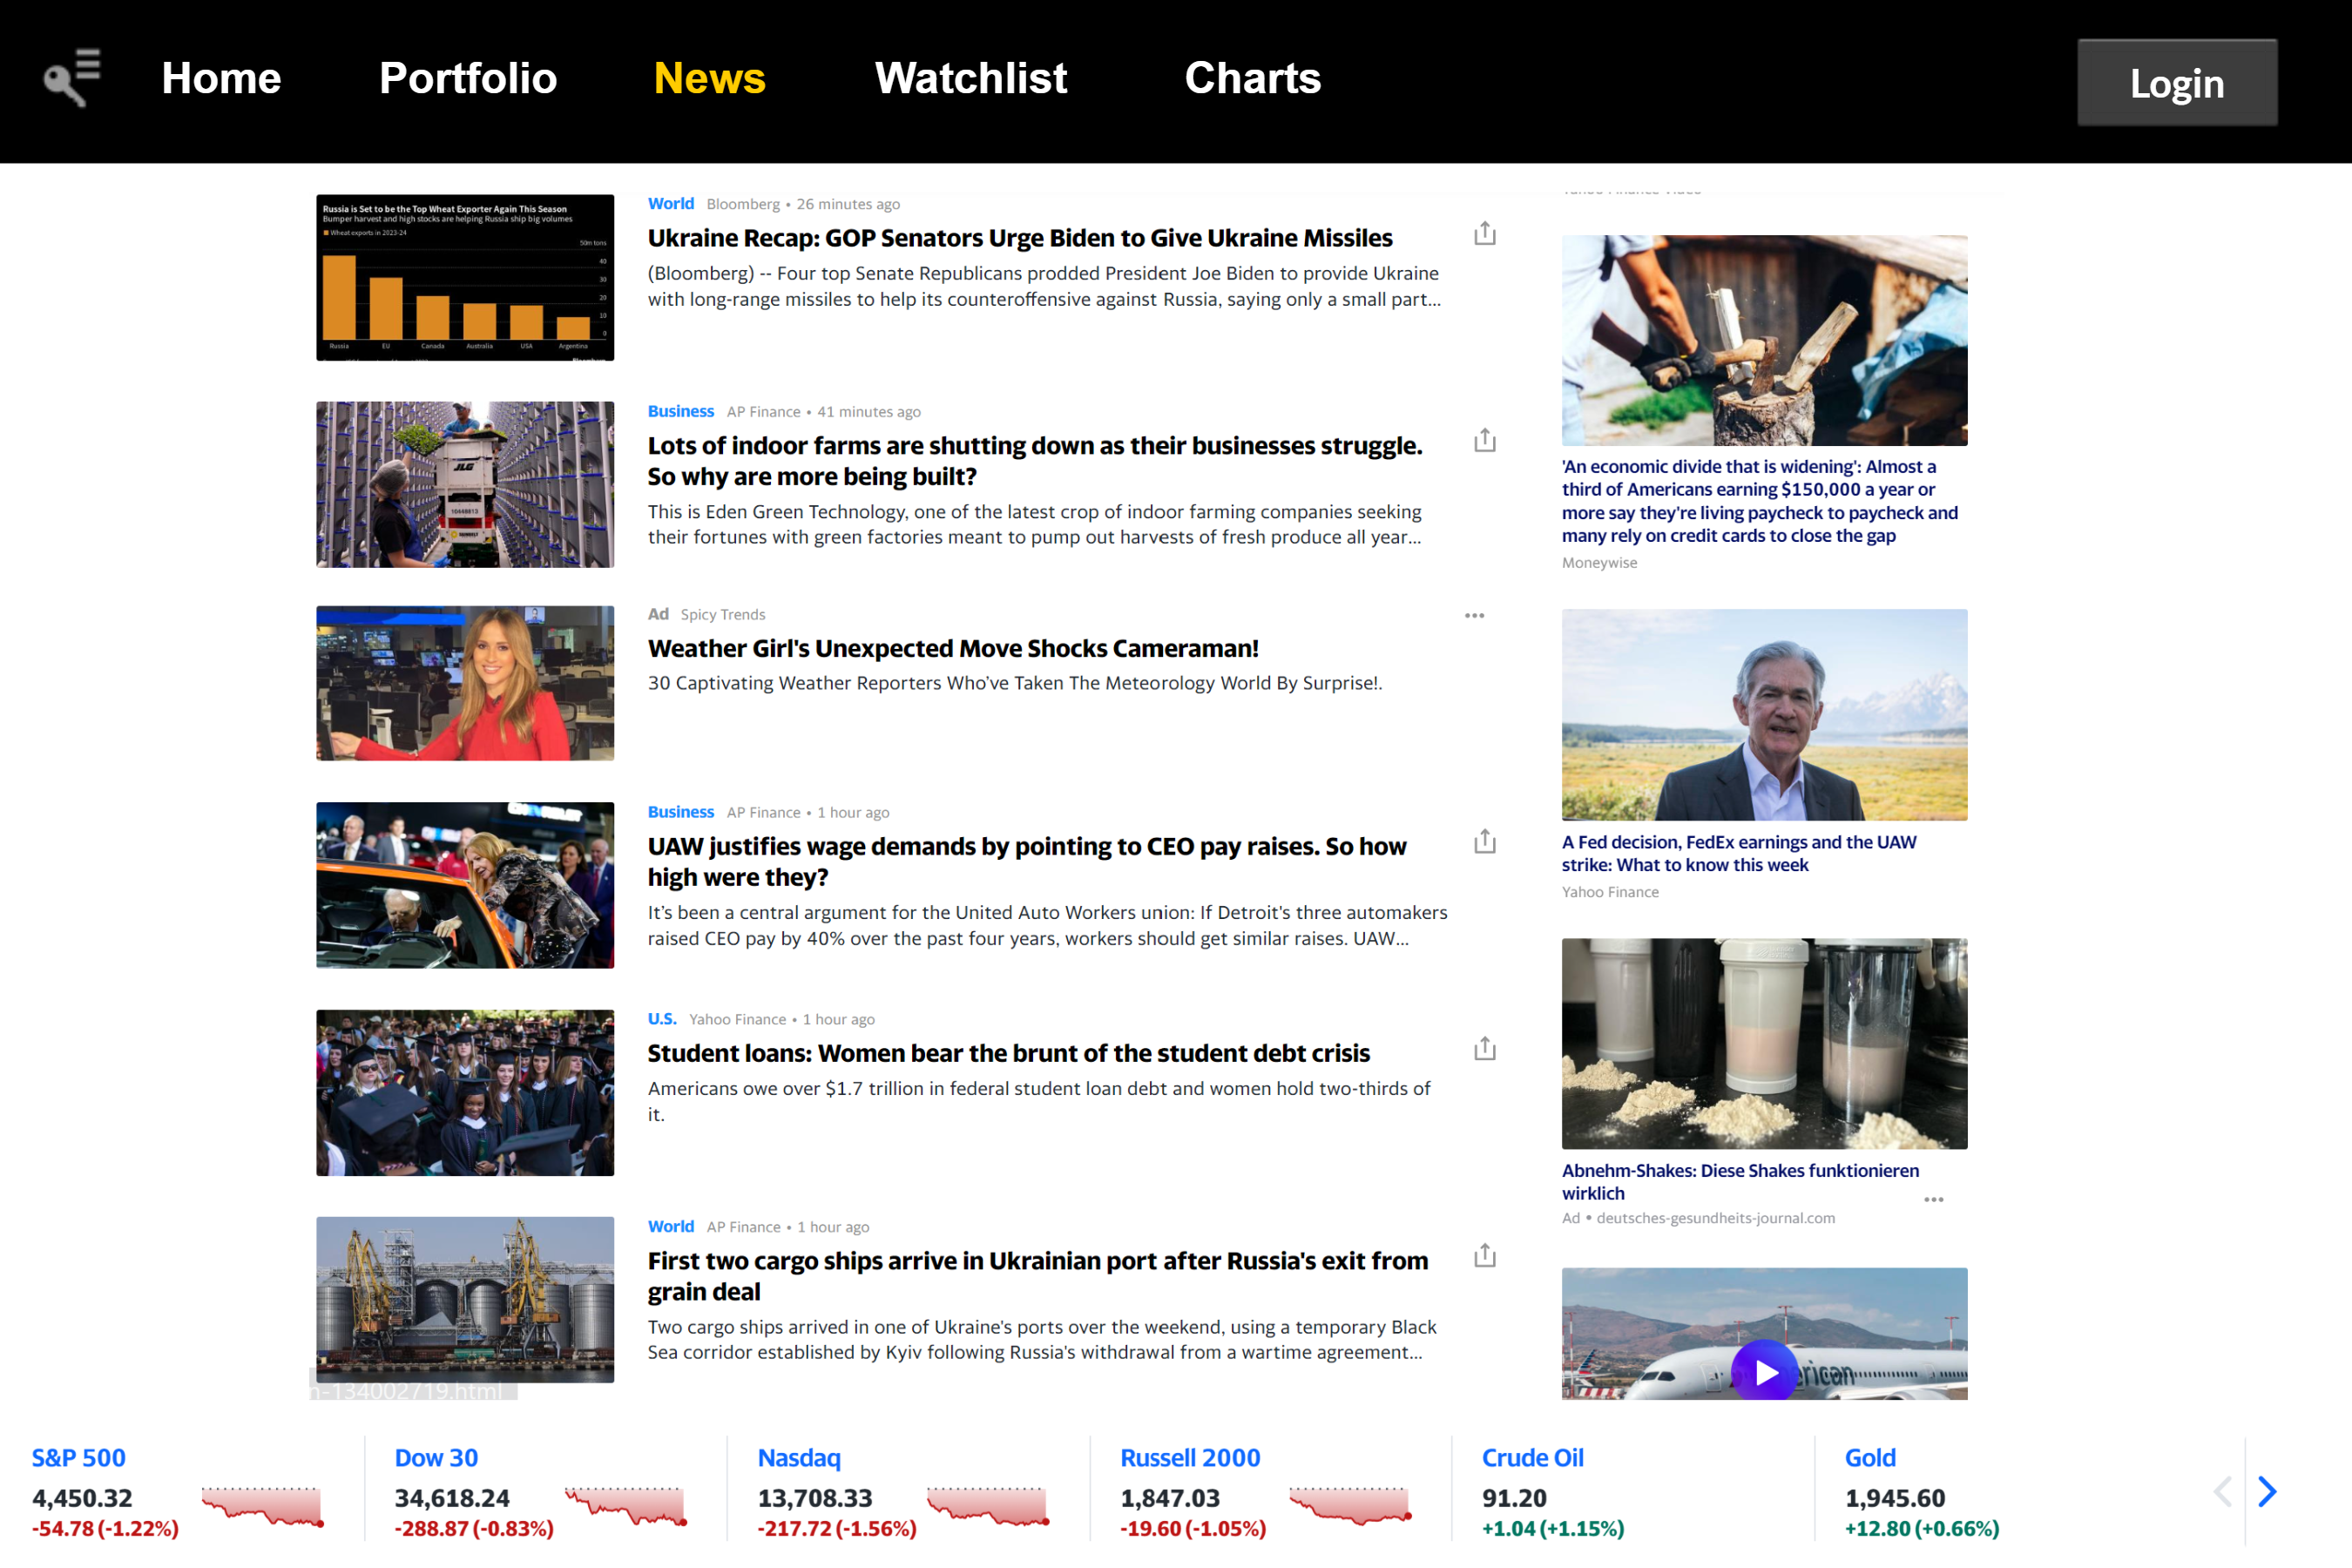 Home Portfolio News Watchlist Charts Login
Russia is Set to be the Top Wheat Exporter Again This Season
Bumper harvest and high stocks are helping Russia ship big volumes
Wheat exports in 2023-24
50m tons
40
30
20
10
0
Russia EU Canada Australia USA Argentina
World Bloomberg • 26 minutes ago
Ukraine Recap: GOP Senators Urge Biden to Give Ukraine Missiles
(Bloomberg) -- Four top Senate Republicans prodded President Joe Biden to provide Ukraine
with long-range missiles to help its counteroffensive against Russia, saying only a small part...
Business AP Finance • 41 minutes ago
Lots of indoor farms are shutting down as their businesses struggle.
So why are more being built?
This is Eden Green Technology, one of the latest crop of indoor farming companies seeking
their fortunes with green factories meant to pump out harvests of fresh produce all year...
JLG
10448813
Ad Spicy Trends
Weather Girl's Unexpected Move Shocks Cameraman!
30 Captivating Weather Reporters Who've Taken The Meteorology World By Surprise!.
Business AP Finance • 1 hour ago
UAW justifies wage demands by pointing to CEO pay raises. So how
high were they?
It's been a central argument for the United Auto Workers union: If Detroit's three automakers
raised CEO pay by 40% over the past four years, workers should get similar raises. UAW...
U.S. Yahoo Finance • 1 hour ago
Student loans: Women bear the brunt of the student debt crisis
Americans owe over $1.7 trillion in federal student loan debt and women hold two-thirds of
it.
World AP Finance • 1 hour ago
First two cargo ships arrive in Ukrainian port after Russia's exit from
grain deal
Two cargo ships arrived in one of Ukraine's ports over the weekend, using a temporary Black
Sea corridor established by Kyiv following Russia's withdrawal from a wartime agreement...
n-134002719.html
'An economic divide that is widening': Almost a
third of Americans earning $150,000 a year or
more say they're living paycheck to paycheck and
many rely on credit cards to close the gap
Moneywise
A Fed decision, FedEx earnings and the UAW
strike: What to know this week
Yahoo Finance
Abnehm-Shakes: Diese Shakes funktionieren
wirklich
Ad • deutsches-gesundheits-journal.com
erican
S&P 500
4,450.32
-54.78 (-1.22%)
Dow 30
34,618.24
-288.87 (-0.83%)
Nasdaq
13,708.33
-217.72 (-1.56%)
Russell 2000
1,847.03
-19.60 (-1.05%)
Crude Oil
91.20
+1.04 (+1.15%)
Gold
1,945.60
+12.80 (+0.66%)